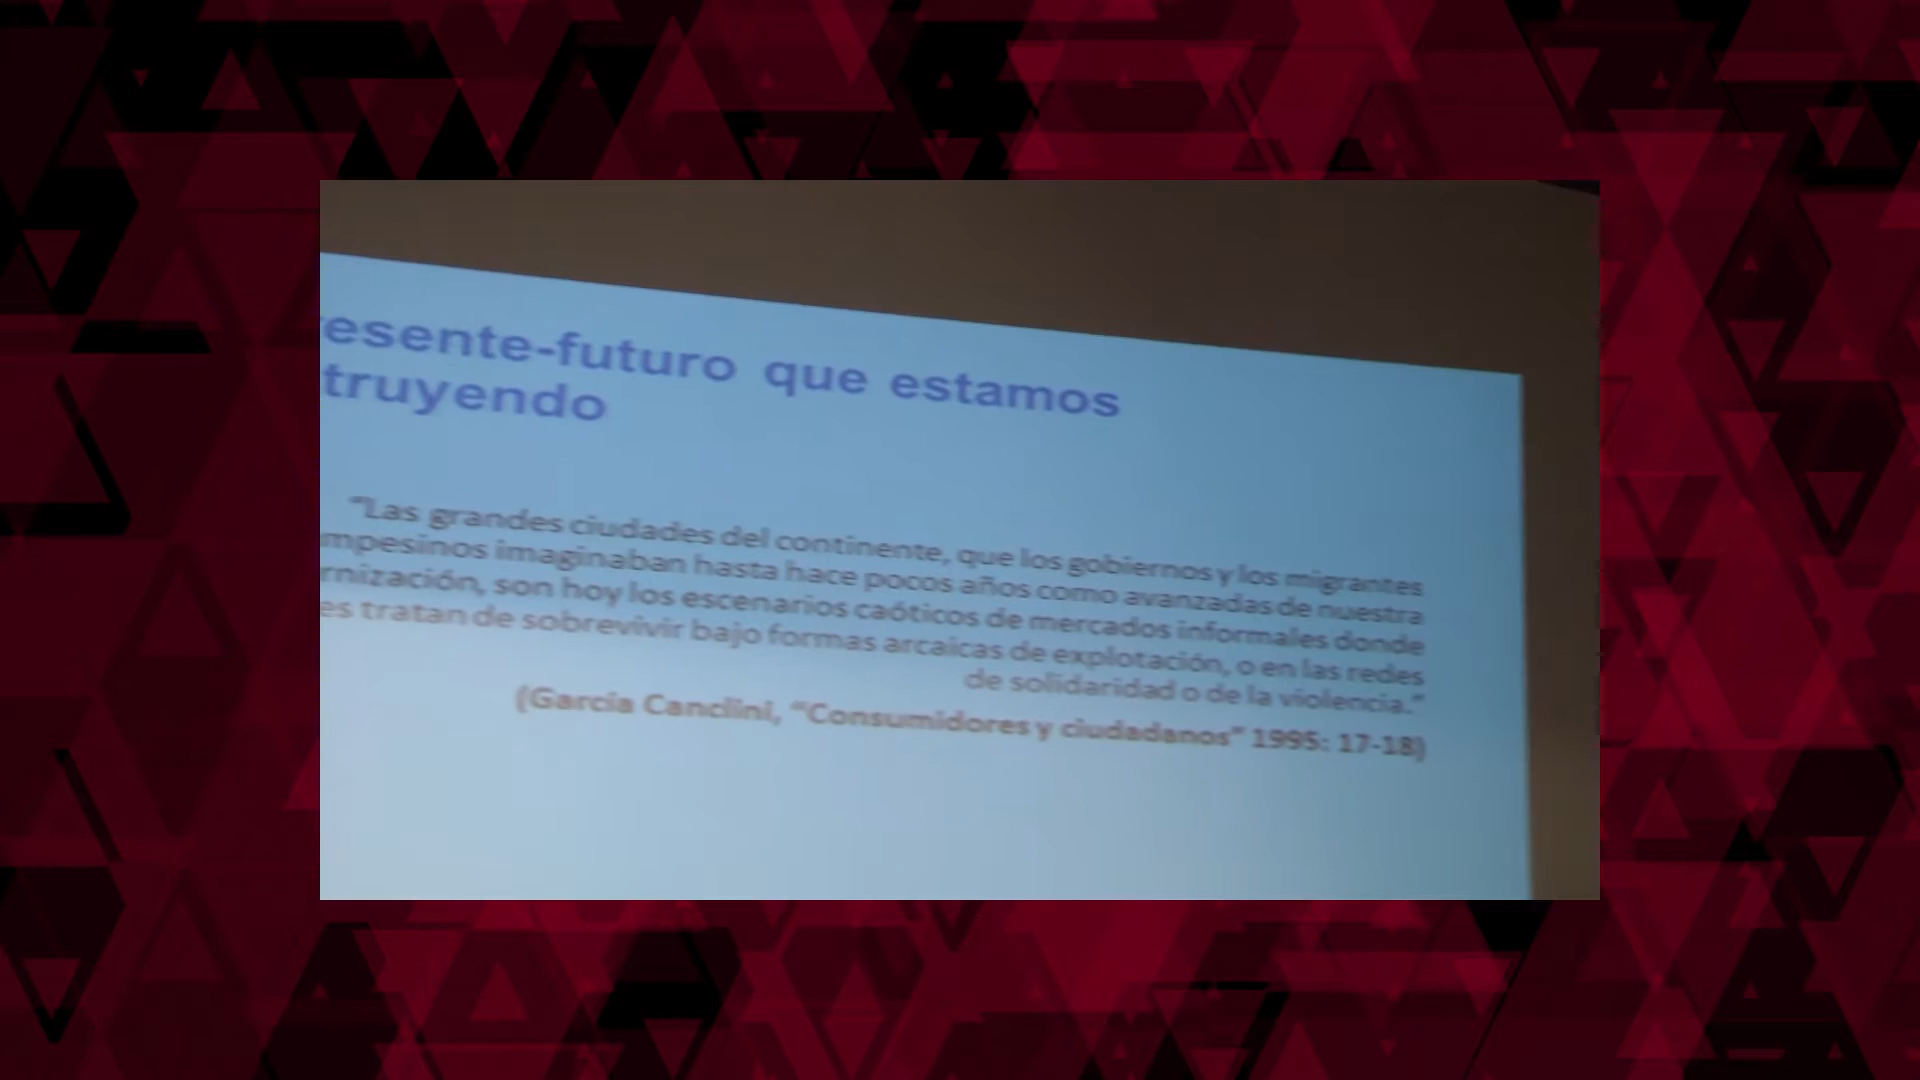 resente-futuro que estamos
truyendo
"Las grandes ciudades del continente, que los gobiernos y los migrantes
mpesinos imaginaban hasta hace pocos años como avanzadas de nuestra
rnización, son hoy los escenarios caóticos de mercados informales donde
es tratan de sobrevivir bajo formas arcaicas de explotación, o en las redes
de solidaridad o de la violencia."
(García Canclini, "Consumidores y ciudadanos" 1995: 17-18)